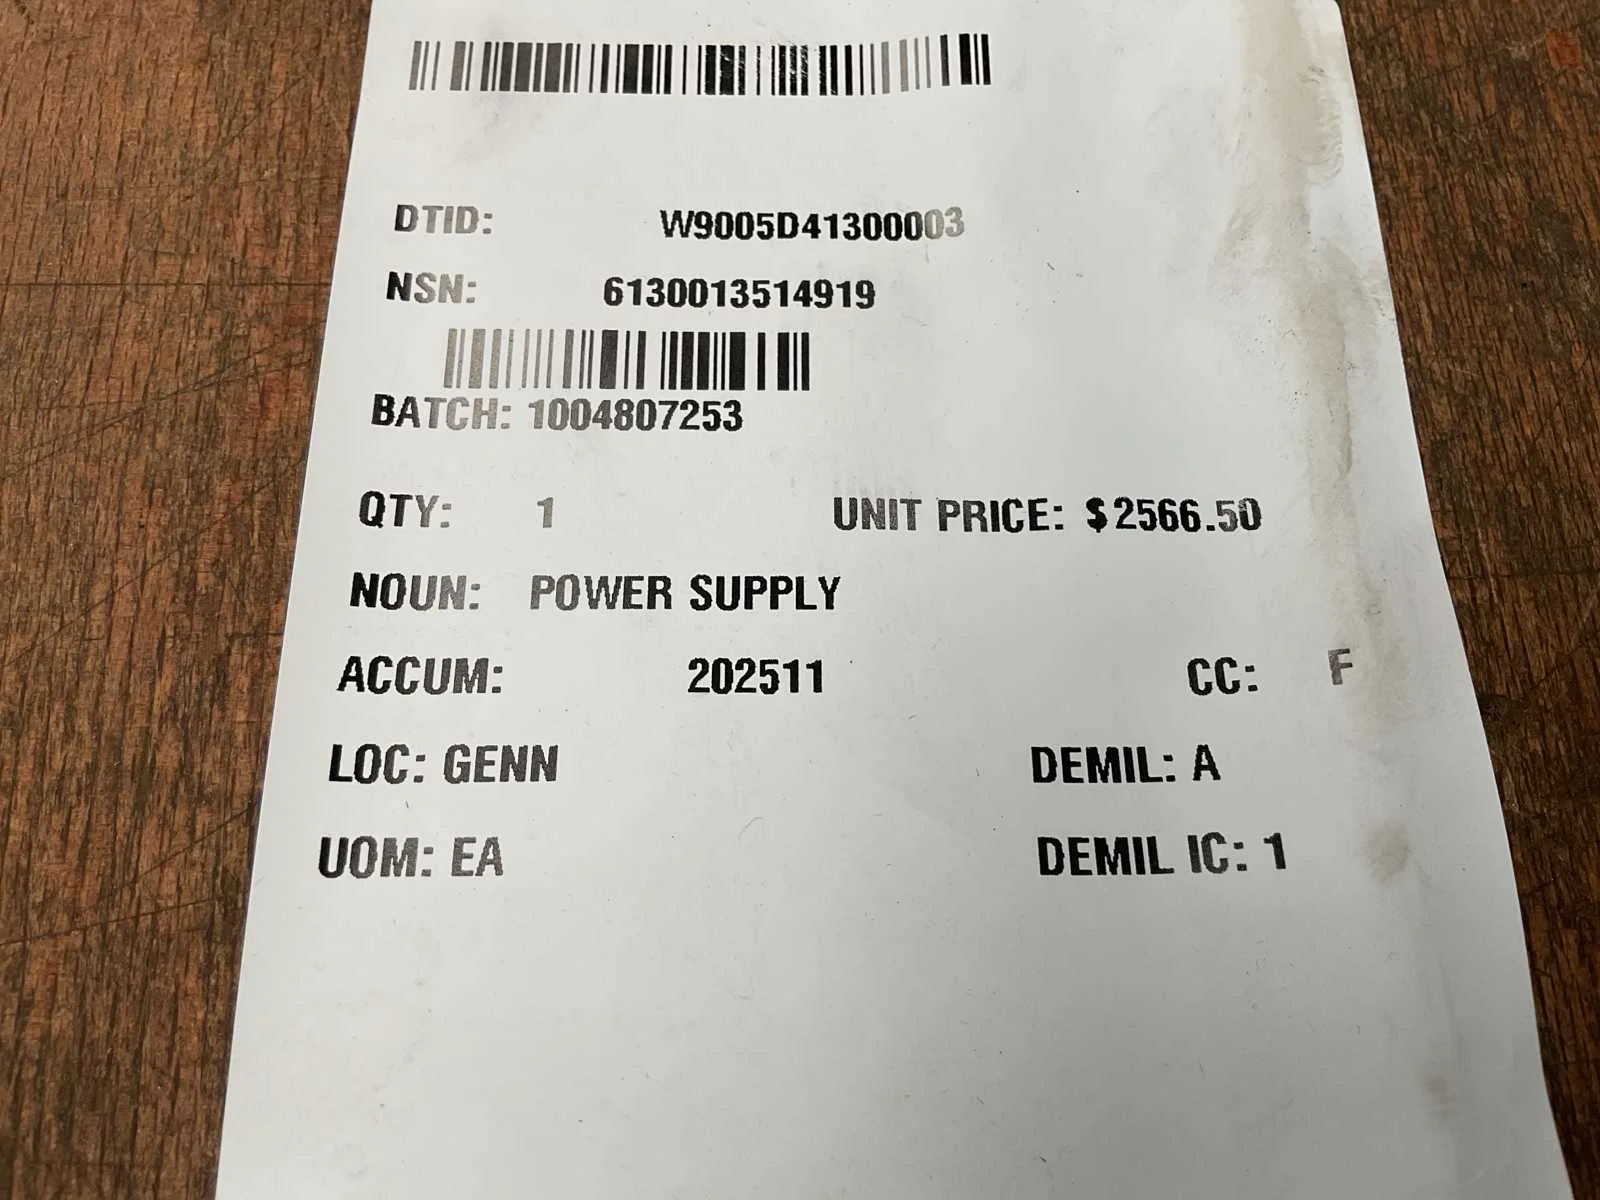 DTID: W9005D41300003
NSN: 6130013514919
BATCH: 1004807253
QTY: 1 UNIT PRICE: $2566.50
NOUN: POWER SUPPLY
ACCUM: 202511 CC: F
LOC: GENN DEMIL: A
UOM: EA DEMIL IC: 1